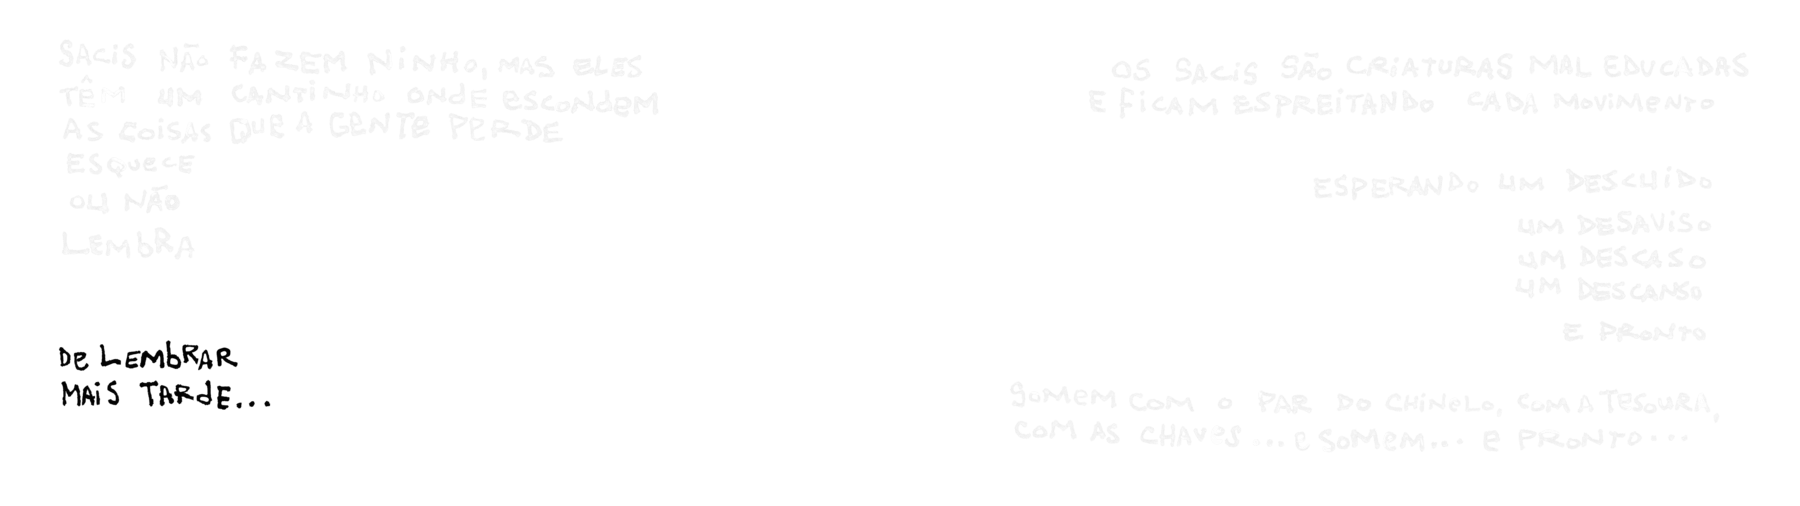 SACIS NÃO FAZEM NINHO, MAS ELES
TÊM UM CANTINHO ONDE ESCONDEM
AS COISAS QUE A GENTE PERDE
ESQUECE
OU NÃO
LEMBRA
DE LEMBRAR
MAIS TARDE...
OS SACIS SÃO CRIATURAS MAL EDUCADAS
E FICAM ESPREITANDO CADA MOVIMENTO
ESPERANDO UM DESCUIDO
UM DESAVISO
UM DESCASO
UM DESCANSO
E PRONTO
SOMEM COM O PAR DO CHINELO, COM A TESOURA,
COM AS CHAVES... E SOMEM... E PRONTO...